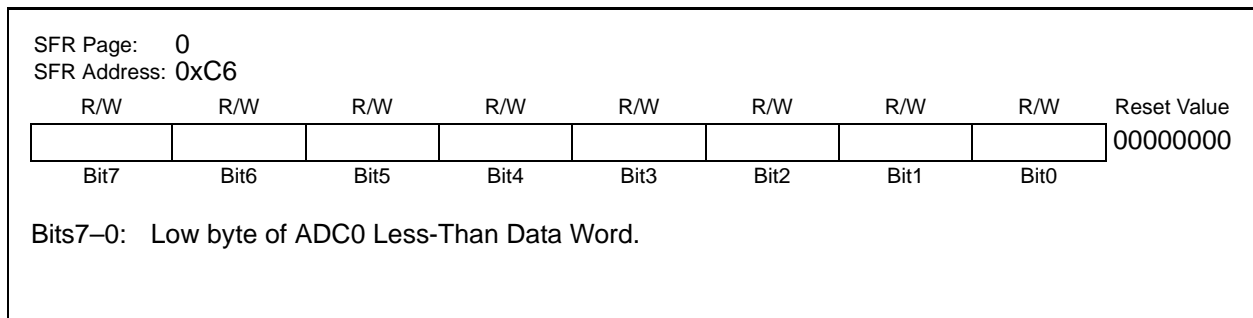 SFR Page: 0
SFR Address: 0xC6
R/W R/W R/W R/W R/W R/W R/W R/W Reset Value
00000000
Bit7 Bit6 Bit5 Bit4 Bit3 Bit2 Bit1 Bit0
Bits7–0: Low byte of ADC0 Less-Than Data Word.